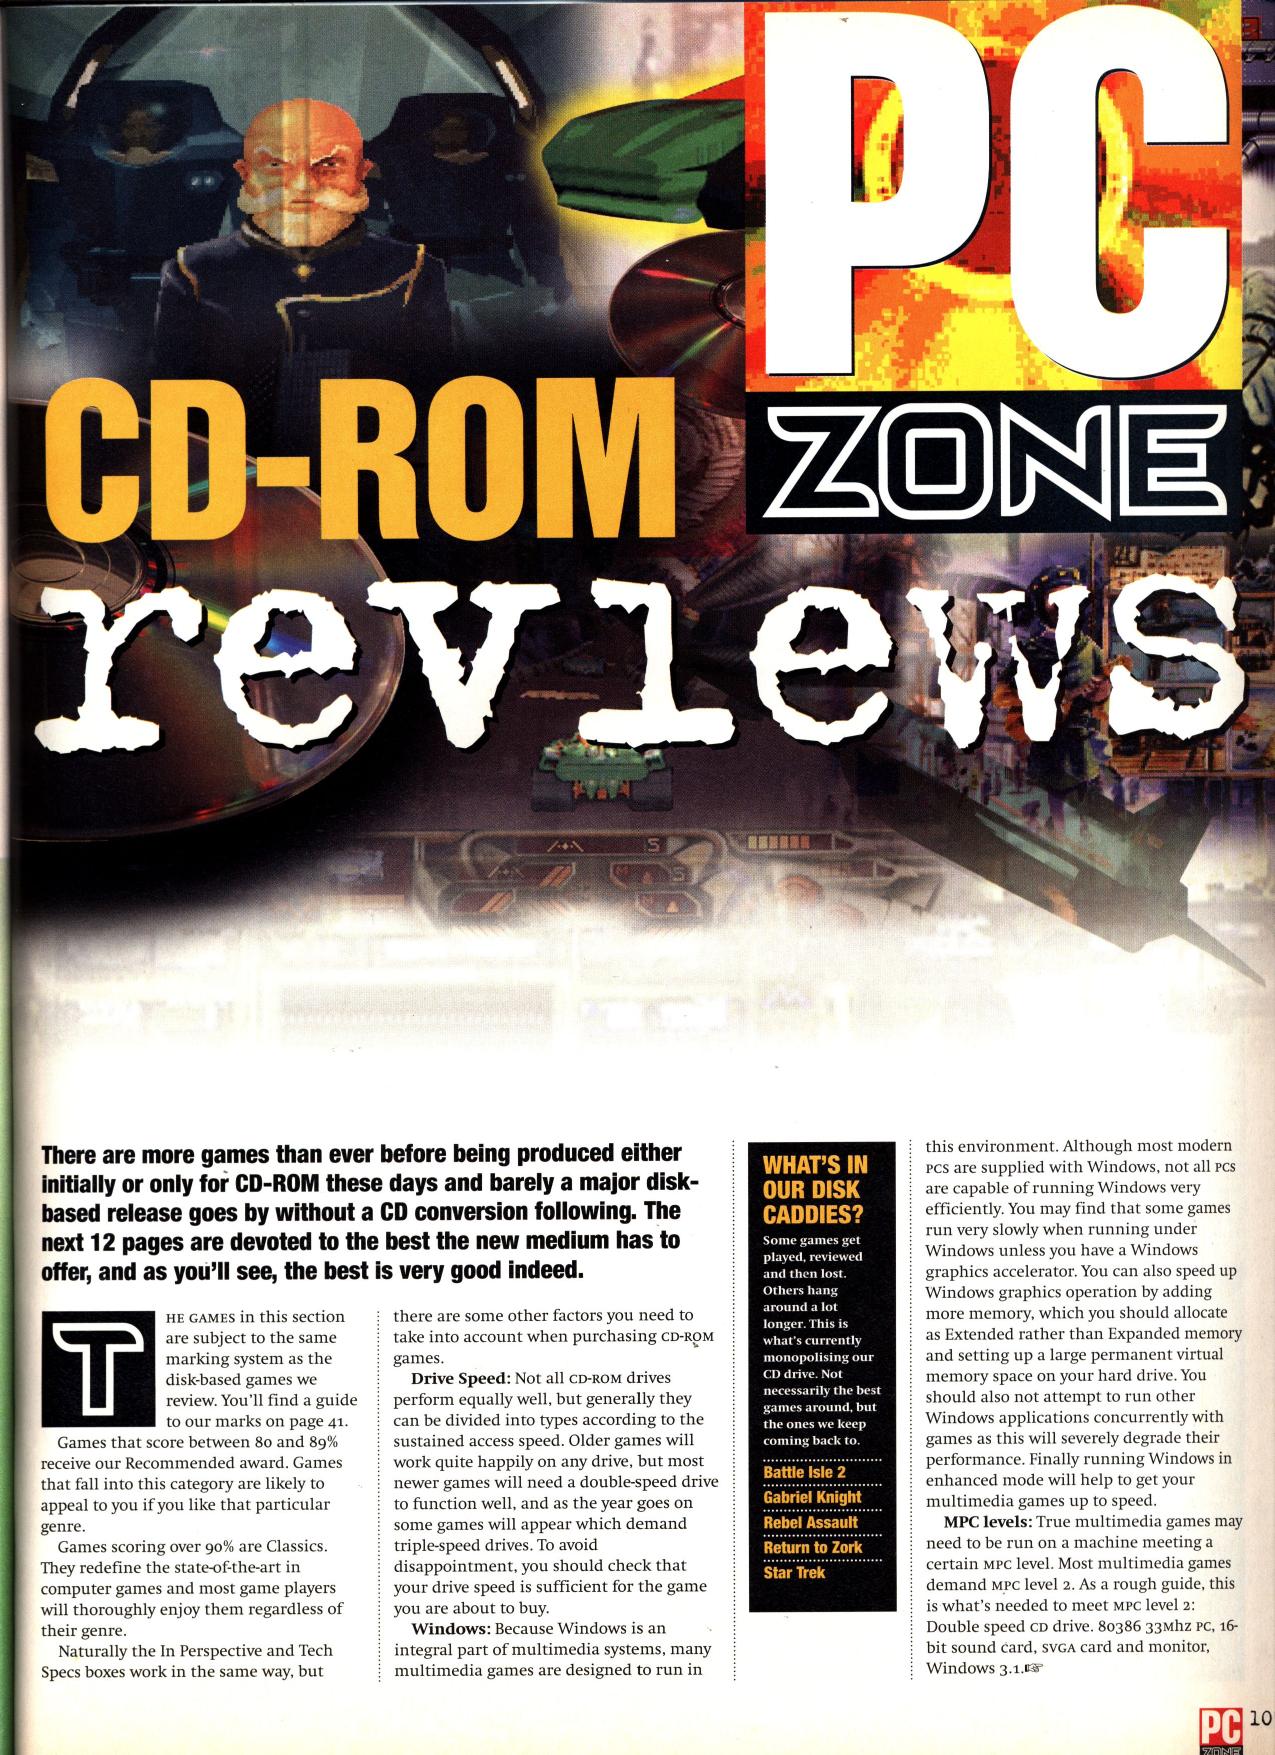 PC
ZONE
CD-ROM
reviews
There are more games than ever before being produced either
initially or only for CD-ROM these days and barely a major disk-
based release goes by without a CD conversion following. The
next 12 pages are devoted to the best the new medium has to
offer, and as you'll see, the best is very good indeed.
THE GAMES in this section
are subject to the same
marking system as the
disk-based games we
review. You'll find a guide
to our marks on page 41.
Games that score between 80 and 89%
receive our Recommended award. Games
that fall into this category are likely to
appeal to you if you like that particular
genre.
Games scoring over 90% are Classics.
They redefine the state-of-the-art in
computer games and most game players
will thoroughly enjoy them regardless of
their genre.
Naturally the In Perspective and Tech
Specs boxes work in the same way, but
there are some other factors you need to
take into account when purchasing CD-ROM
games.
Drive Speed: Not all CD-ROM drives
perform equally well, but generally they
can be divided into types according to the
sustained access speed. Older games will
work quite happily on any drive, but most
newer games will need a double-speed drive
to function well, and as the year goes on
some games will appear which demand
triple-speed drives. To avoid
disappointment, you should check that
your drive speed is sufficient for the game
you are about to buy.
Windows: Because Windows is an
integral part of multimedia systems, many
multimedia games are designed to run in
WHAT'S IN
OUR DISK
CADDIES?
Some games get
played, reviewed
and then lost.
Others hang
around a lot
longer. This is
what's currently
monopolising our
CD drive. Not
necessarily the best
games around, but
the ones we keep
coming back to.
Battle Isle 2
Gabriel Knight
Rebel Assault
Return to Zork
Star Trek
this environment. Although most modern
PCS are supplied with Windows, not all PCS
are capable of running Windows very
efficiently. You may find that some games
run very slowly when running under
Windows unless you have a Windows
graphics accelerator. You can also speed up
Windows graphics operation by adding
more memory, which you should allocate
as Extended rather than Expanded memory
and setting up a large permanent virtual
memory space on your hard drive. You
should also not attempt to run other
Windows applications concurrently with
games as this will severely degrade their
performance. Finally running Windows in
enhanced mode will help to get your
multimedia games up to speed.
MPC levels: True multimedia games may
need to be run on a machine meeting a
certain MPC level. Most multimedia games
demand MPC level 2. As a rough guide, this
is what's needed to meet MPC level 2:
Double speed CD drive. 80386 33Mhz PC, 16-
bit sound card, SVGA card and monitor,
Windows 3.1.☞
PC
ZONE
10